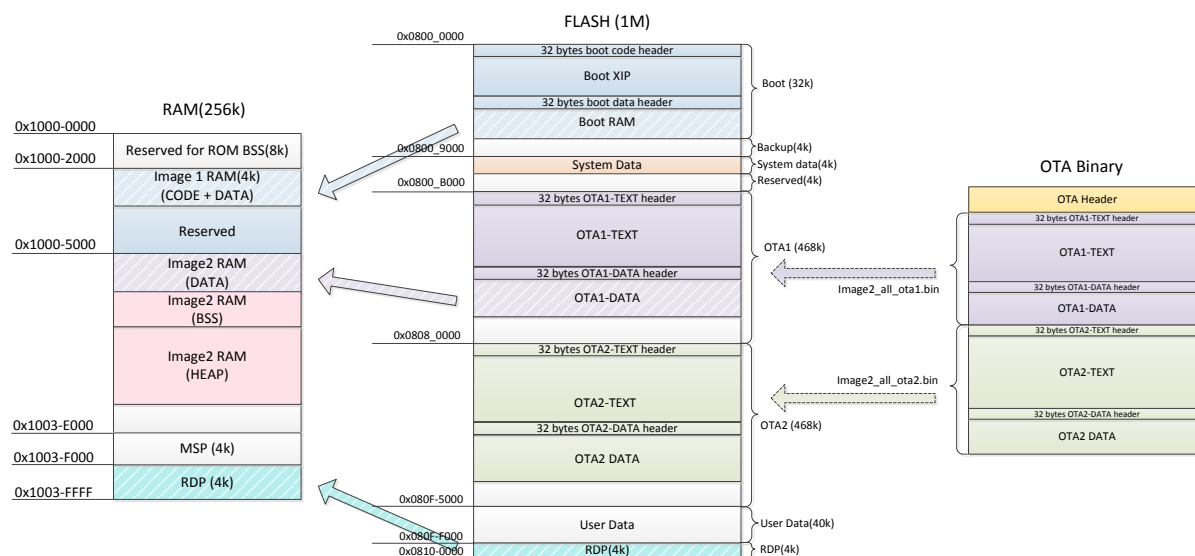 RAM(256k)
0x1000-0000
Reserved for ROM BSS(8k)
0x1000-2000
Image 1 RAM(4k)
(CODE + DATA)
Reserved
0x1000-5000
Image2 RAM
(DATA)
Image2 RAM
(BSS)
Image2 RAM
(HEAP)
0x1003-E000
MSP (4k)
0x1003-F000
RDP (4k)
0x1003-FFFF
FLASH (1M)
0x0800_0000
32 bytes boot code header
Boot XIP
32 bytes boot data header
Boot RAM
Boot (32k)
Backup(4k)
0x0800_9000
System Data
System data(4k)
0x0800_B000
Reserved(4k)
32 bytes OTA1-TEXT header
OTA1-TEXT
32 bytes OTA1-DATA header
OTA1-DATA
OTA1 (468k)
0x0808_0000
32 bytes OTA2-TEXT header
OTA2-TEXT
32 bytes OTA2-DATA header
OTA2 DATA
OTA2 (468k)
0x080F-5000
User Data
User Data(40k)
0x080F-F000
RDP(4k)
RDP(4k)
0x0810-0000
Image2_all_ota1.bin
Image2_all_ota2.bin
OTA Binary
OTA Header
32 bytes OTA1-TEXT header
OTA1-TEXT
32 bytes OTA1-DATA header
OTA1-DATA
32 bytes OTA2-TEXT header
OTA2-TEXT
32 bytes OTA2-DATA header
OTA2 DATA